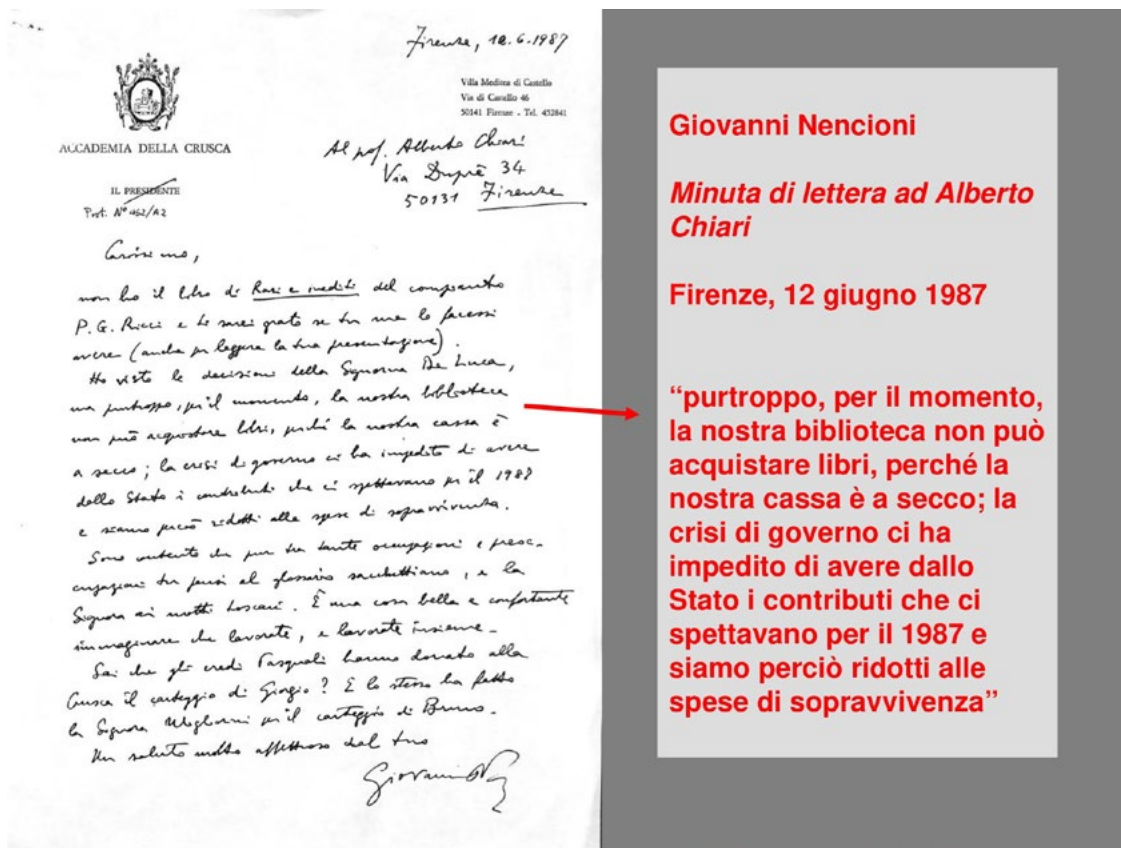 Firenze, 12.6.1987
Villa Medicea di Castello
Via di Castello 46
50141 Firenze - Tel. 452841
ACCADEMIA DELLA CRUSCA
IL PRESIDENTE
Prot. N° 452/A2
Al prof. Alberto Chiari
Via Duprè 34
50131 Firenze
Carissimo,
non ho il libro di Rari e inediti del compianto
P. G. Ricci e ti sarei grato se tu me lo facessi
avere (anche per leggere la tua presentazione).
Ho visto le decisioni della Signorina De Luca,
ma purtroppo, per il momento, la nostra biblioteca
non può acquistare libri, perché la nostra cassa è
a secco; la crisi di governo ci ha impedito di avere
dallo Stato i contributi che ci spettavano per il 1987
e siamo perciò ridotti alle spese di sopravvivenza.
Sono contento che pur tra tante occupazioni e preoc-
cupazioni tu pensi al glossario sacchettiano, e la
Signora ai motti toscani. È una cosa bella e confortante
immaginare che lavorate, e lavorate insieme.
Sai che gli eredi Pasquali hanno donato alla
Crusca il carteggio di Giorgio? E lo stesso ha fatto
la Signora Migliorini per il carteggio di Bruno.
Un saluto molto affettuoso dal tuo
Giovanni
Giovanni Nencioni
Minuta di lettera ad Alberto
Chiari
Firenze, 12 giugno 1987
“purtroppo, per il momento,
la nostra biblioteca non può
acquistare libri, perché la
nostra cassa è a secco; la
crisi di governo ci ha
impedito di avere dallo
Stato i contributi che ci
spettavano per il 1987 e
siamo perciò ridotti alle
spese di sopravvivenza”